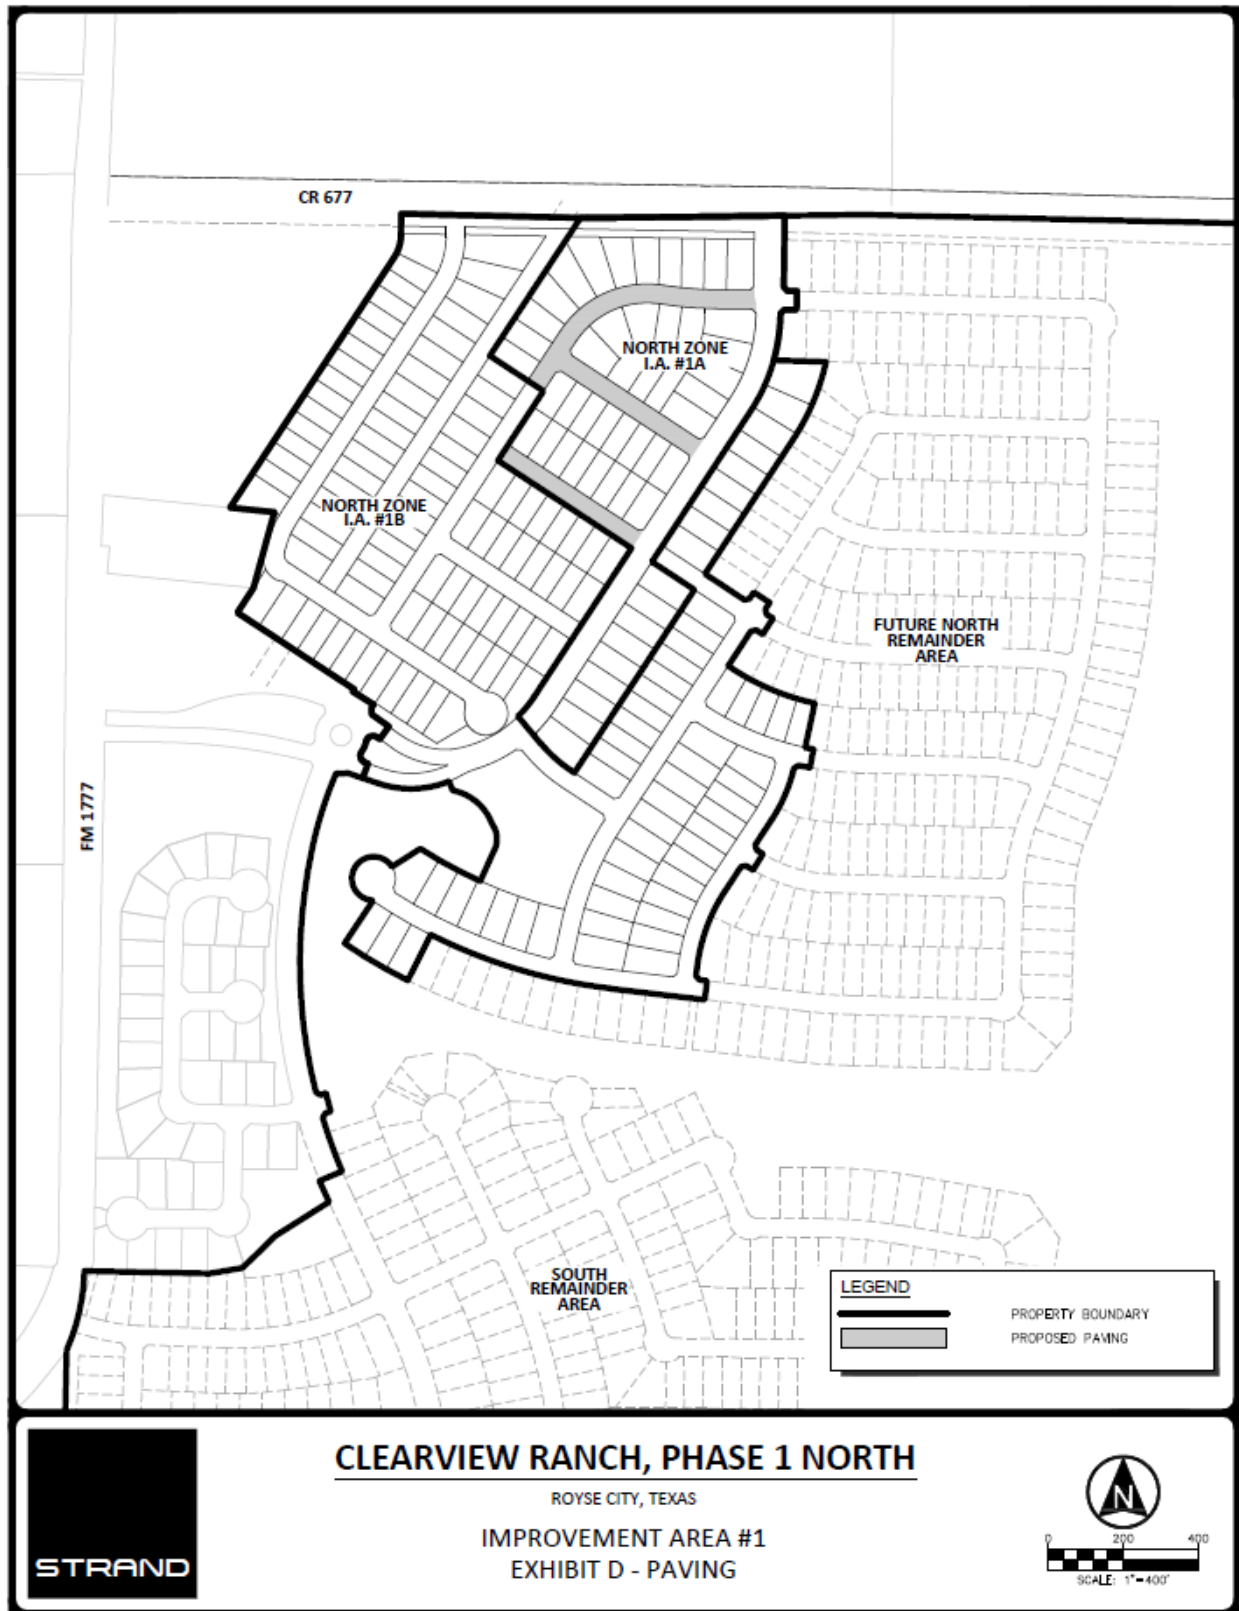 CR 677
NORTH ZONE
I.A. #1A
NORTH ZONE
I.A. #1B
FUTURE NORTH
REMAINDER
AREA
FM 1777
SOUTH
REMAINDER
AREA
LEGEND
PROPERTY BOUNDARY
PROPOSED PAVING
STRAND
CLEARVIEW RANCH, PHASE 1 NORTH
ROYSE CITY, TEXAS
IMPROVEMENT AREA #1
EXHIBIT D - PAVING
N
0 200 400
SCALE: 1"=400'